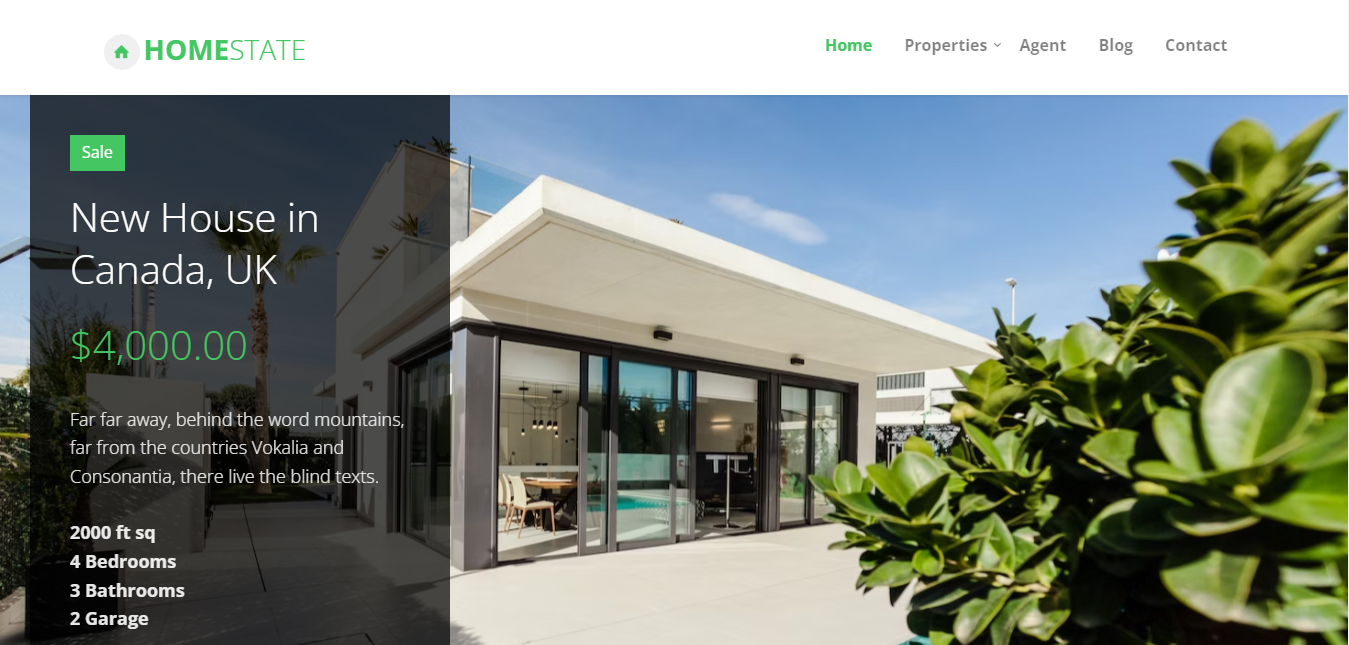 HOMESTATE
Home Properties Agent Blog Contact
Sale
New House in
Canada, UK
$4,000.00
Far far away, behind the word mountains,
far from the countries Vokalia and
Consonantia, there live the blind texts.
2000 ft sq
4 Bedrooms
3 Bathrooms
2 Garage